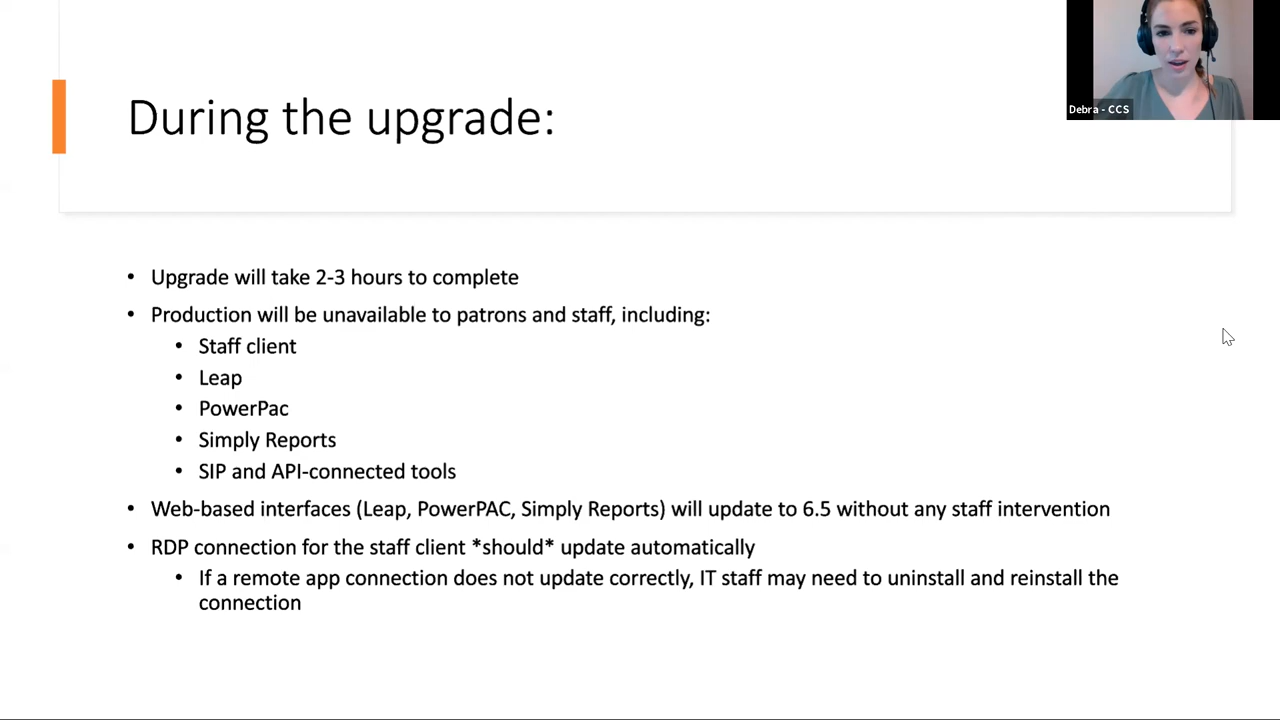 Debra - CCS
During the upgrade:
• Upgrade will take 2-3 hours to complete
• Production will be unavailable to patrons and staff, including:
• Staff client
• Leap
• PowerPac
• Simply Reports
• SIP and API-connected tools
• Web-based interfaces (Leap, PowerPAC, Simply Reports) will update to 6.5 without any staff intervention
• RDP connection for the staff client *should* update automatically
• If a remote app connection does not update correctly, IT staff may need to uninstall and reinstall the
connection